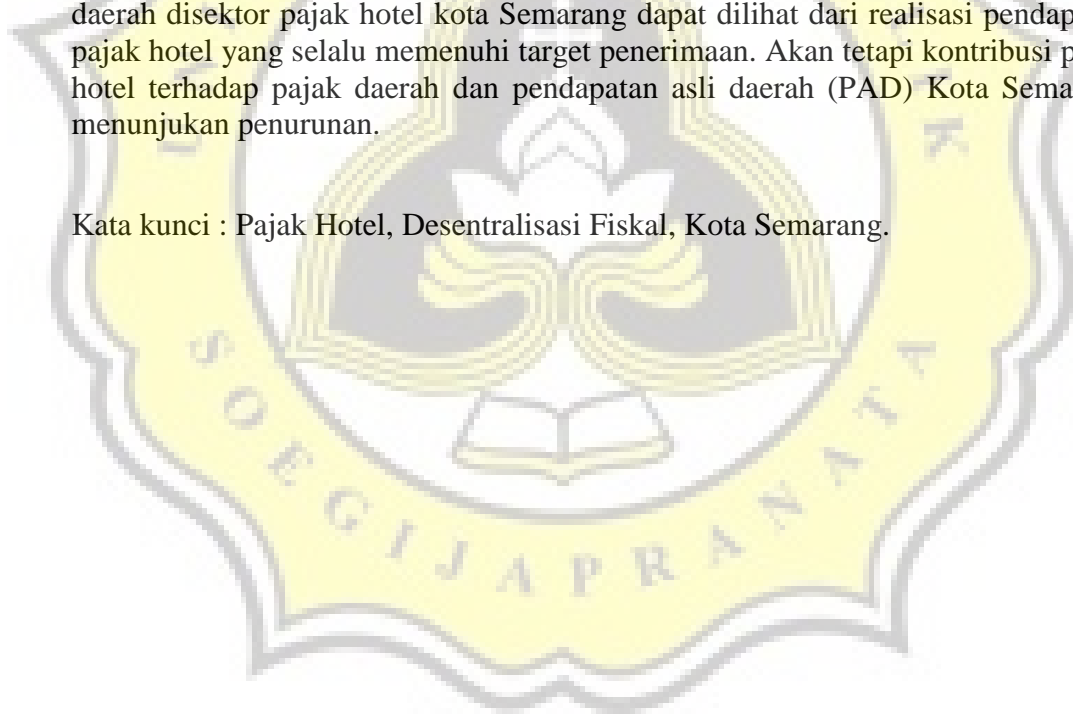 daerah disektor pajak hotel kota Semarang dapat dilihat dari realisasi
pajak hotel yang selalu memenuhi target penerimaan. Akan tetapi kontribusi
hotel terhadap pajak daerah dan pendapatan asli daerah (PAD) Kota
menunjukan penurunan.
Kata kunci : Pajak Hotel, Desentralisasi Fiskal, Kota Semarang.
SOEGIJAPRANATA